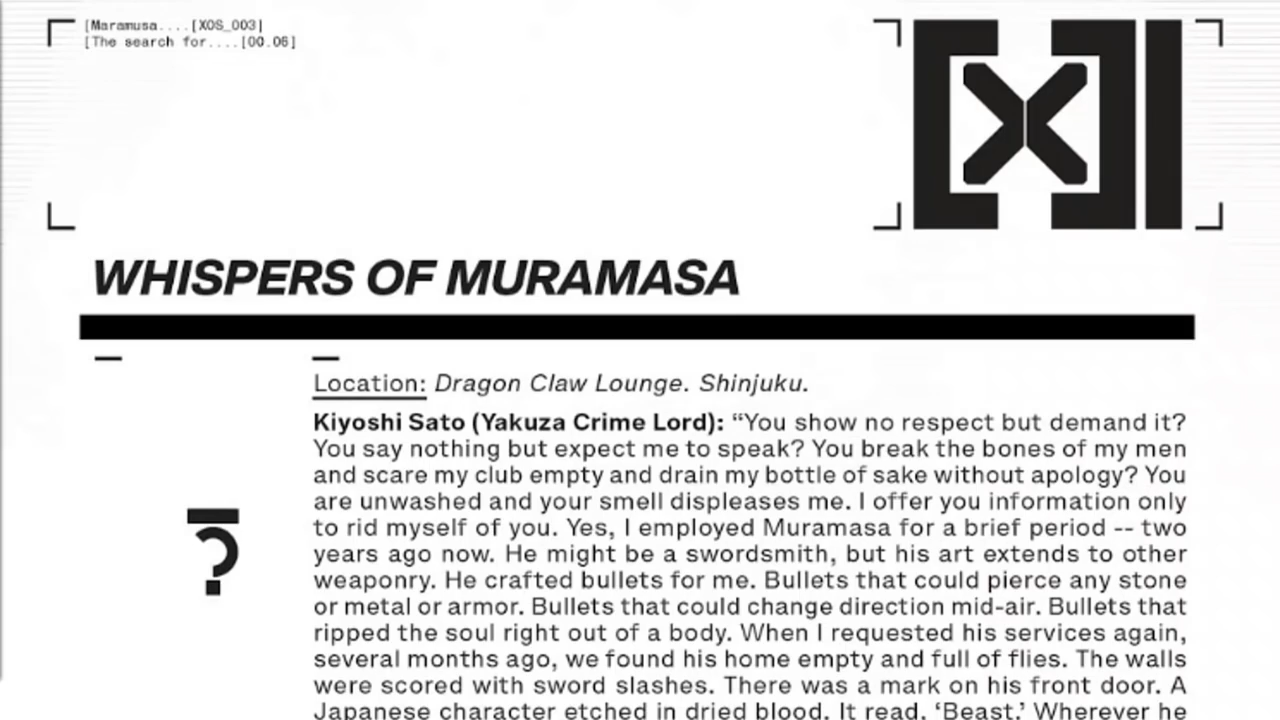 [Maramusa....[XOS_003]
[The search for....[00.06]
[X]|
WHISPERS OF MURAMASA
Location: Dragon Claw Lounge. Shinjuku.
Kiyoshi Sato (Yakuza Crime Lord): “You show no respect but demand it?
You say nothing but expect me to speak? You break the bones of my men
and scare my club empty and drain my bottle of sake without apology? You
are unwashed and your smell displeases me. I offer you information only
to rid myself of you. Yes, I employed Muramasa for a brief period -- two
years ago now. He might be a swordsmith, but his art extends to other
?
weaponry. He crafted bullets for me. Bullets that could pierce any stone
or metal or armor. Bullets that could change direction mid-air. Bullets that
ripped the soul right out of a body. When I requested his services again,
several months ago, we found his home empty and full of flies. The walls
were scored with sword slashes. There was a mark on his front door. A
Japanese character etched in dried blood. It read, ‘Beast.’ Wherever he